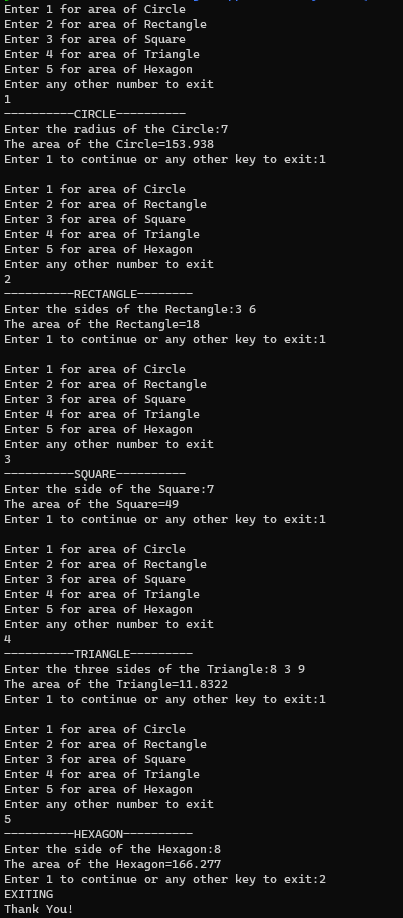 Enter 1 for area of Circle
Enter 2 for area of Rectangle
Enter 3 for area of Square
Enter 4 for area of Triangle
Enter 5 for area of Hexagon
Enter any other number to exit
1
----------CIRCLE----------
Enter the radius of the Circle:7
The area of the Circle=153.938
Enter 1 to continue or any other key to exit:1

Enter 1 for area of Circle
Enter 2 for area of Rectangle
Enter 3 for area of Square
Enter 4 for area of Triangle
Enter 5 for area of Hexagon
Enter any other number to exit
2
----------RECTANGLE--------
Enter the sides of the Rectangle:3 6
The area of the Rectangle=18
Enter 1 to continue or any other key to exit:1

Enter 1 for area of Circle
Enter 2 for area of Rectangle
Enter 3 for area of Square
Enter 4 for area of Triangle
Enter 5 for area of Hexagon
Enter any other number to exit
3
----------SQUARE----------
Enter the side of the Square:7
The area of the Square=49
Enter 1 to continue or any other key to exit:1

Enter 1 for area of Circle
Enter 2 for area of Rectangle
Enter 3 for area of Square
Enter 4 for area of Triangle
Enter 5 for area of Hexagon
Enter any other number to exit
4
----------TRIANGLE---------
Enter the three sides of the Triangle:8 3 9
The area of the Triangle=11.8322
Enter 1 to continue or any other key to exit:1

Enter 1 for area of Circle
Enter 2 for area of Rectangle
Enter 3 for area of Square
Enter 4 for area of Triangle
Enter 5 for area of Hexagon
Enter any other number to exit
5
----------HEXAGON----------
Enter the side of the Hexagon:8
The area of the Hexagon=166.277
Enter 1 to continue or any other key to exit:2
EXITING
Thank You!